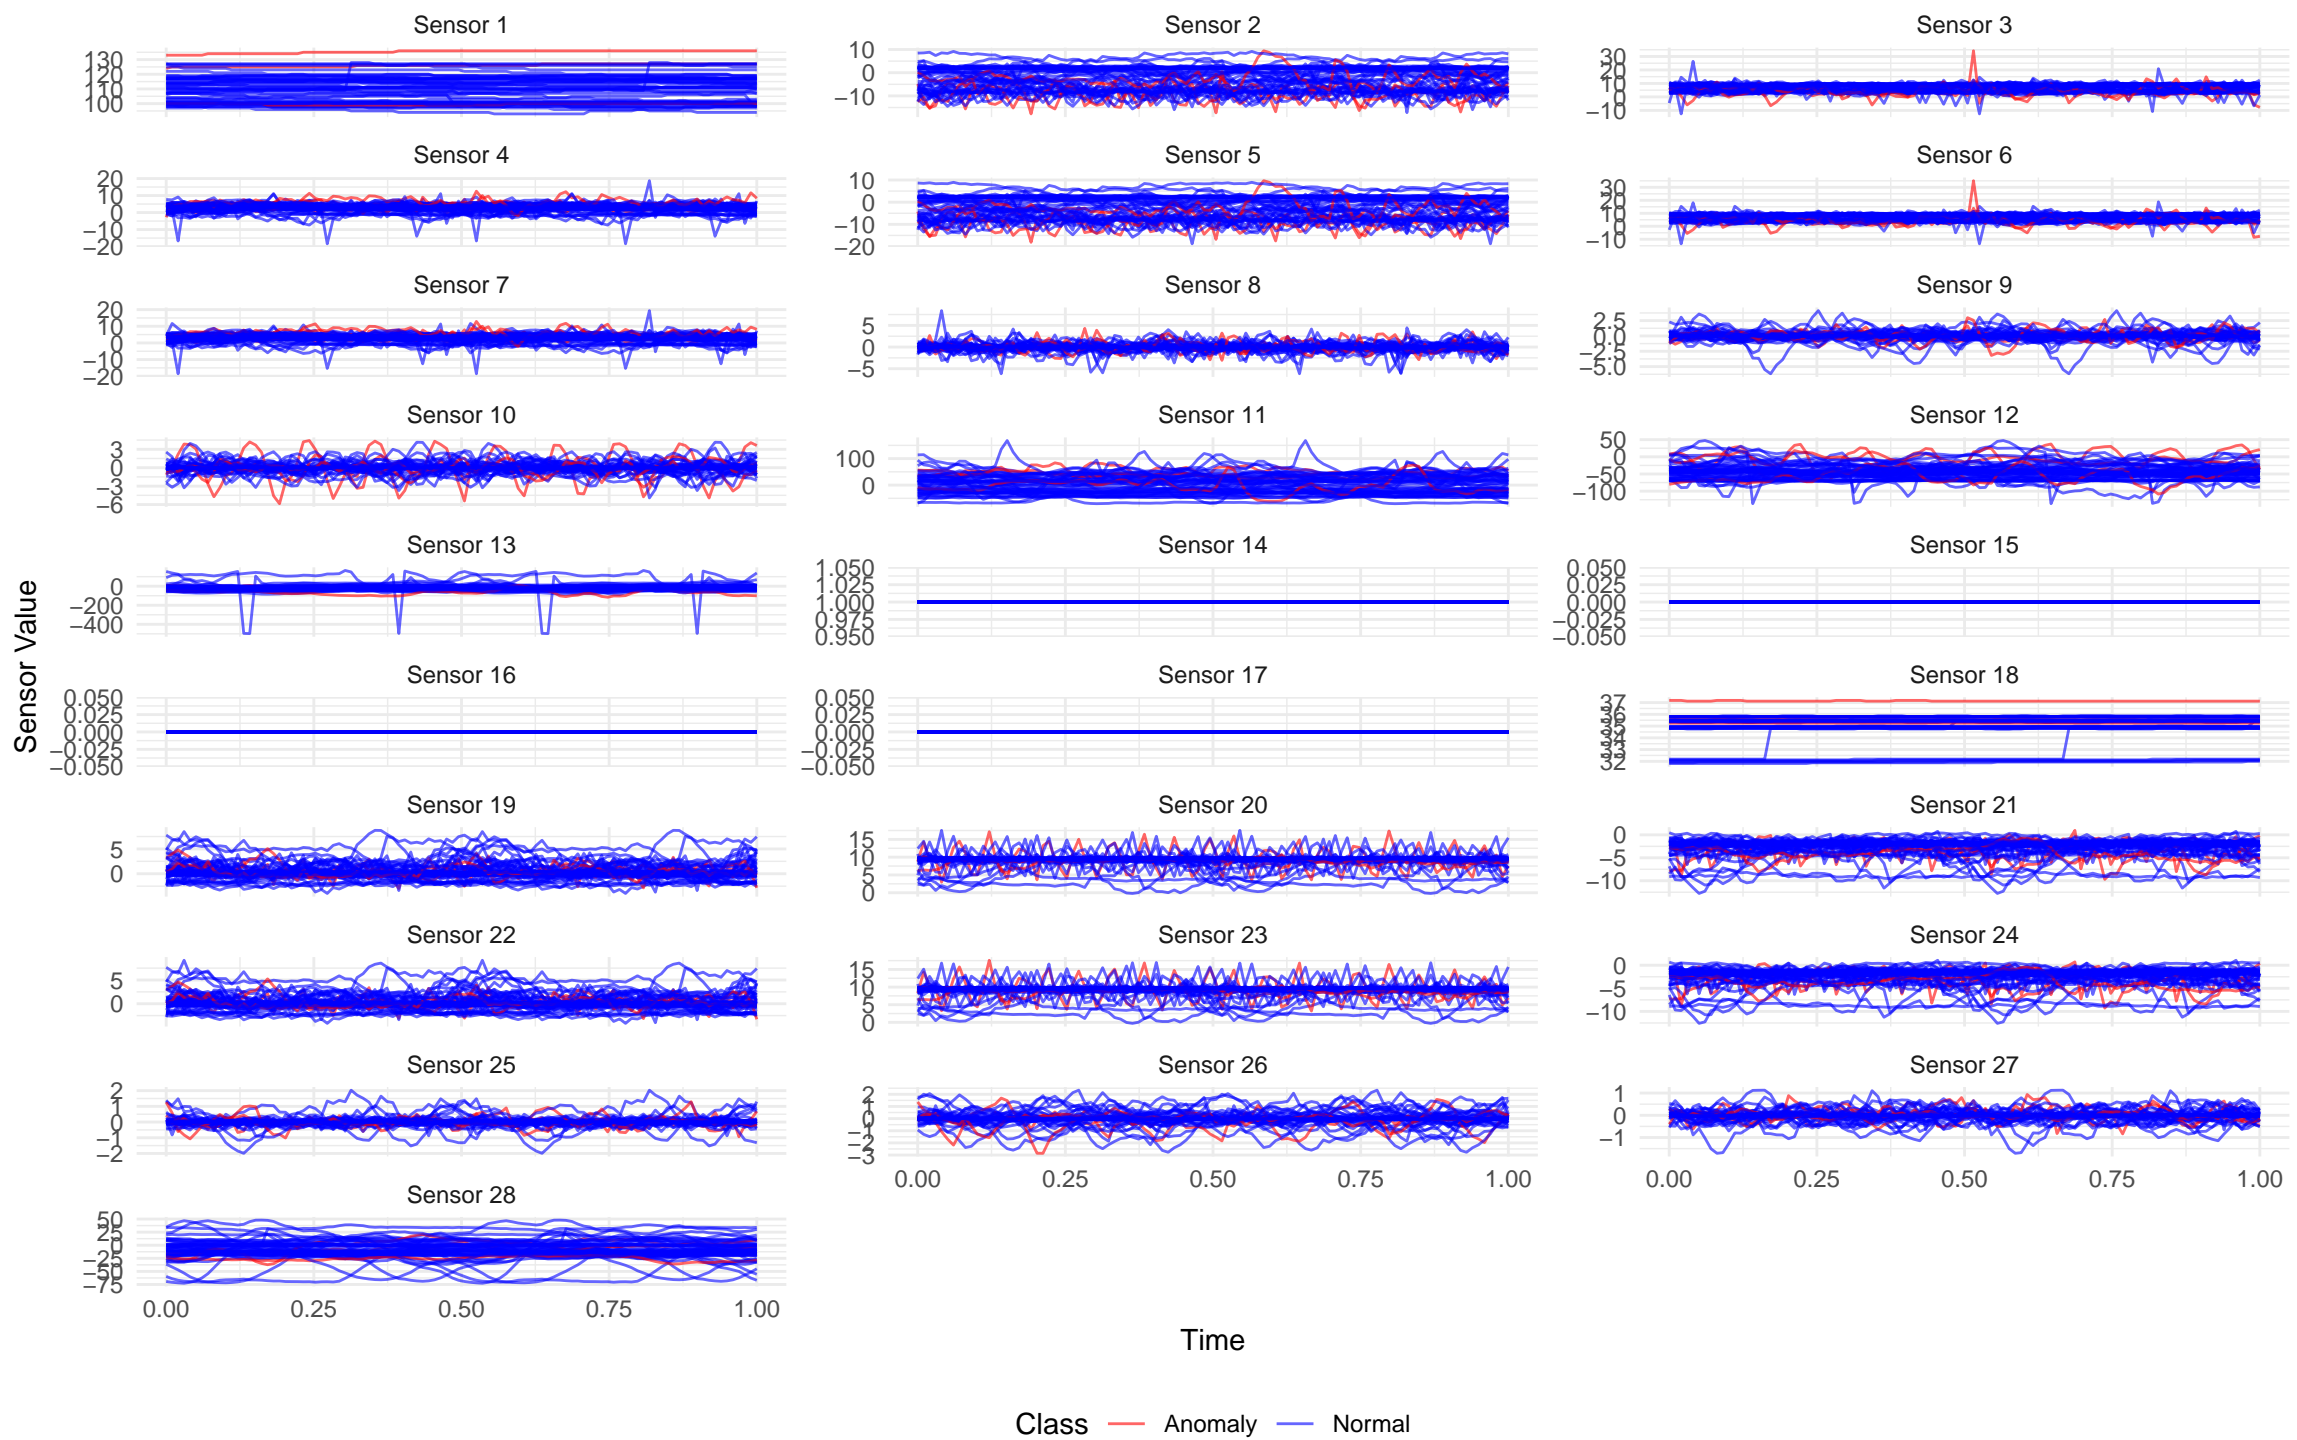 Sensor 1 Sensor 2 Sensor 3
130 120 110 100
10 0 −10
30 20 10 0 −10
Sensor 4 Sensor 5 Sensor 6
20 10 0 −10 −20
10 0 −10 −20
30 20 10 0 −10
Sensor 7 Sensor 8 Sensor 9
20 10 0 −10 −20
5 0 −5
2.5 0.0 −2.5 −5.0
Sensor 10 Sensor 11 Sensor 12
3 0 −3 −6
100 0
50 0 −50 −100
Sensor 13 Sensor 14 Sensor 15
0 −200 −400
1.050 1.025 1.000 0.975 0.950
0.050 0.025 0.000 −0.025 −0.050
Sensor Value
Sensor 16 Sensor 17 Sensor 18
0.050 0.025 0.000 −0.025 −0.050
0.050 0.025 0.000 −0.025 −0.050
37 36 35 34 33 32
Sensor 19 Sensor 20 Sensor 21
5 0
15 10 5 0
0 −5 −10
Sensor 22 Sensor 23 Sensor 24
5 0
15 10 5 0
0 −5 −10
Sensor 25 Sensor 26 Sensor 27
2 1 0 −1 −2
2 1 0 −1 −2 −3
1 0 −1
0.00 0.25 0.50 0.75 1.00 0.00 0.25 0.50 0.75 1.00
Sensor 28
50 25 0 −25 −50 −75
0.00 0.25 0.50 0.75 1.00
Time
Class Anomaly Normal